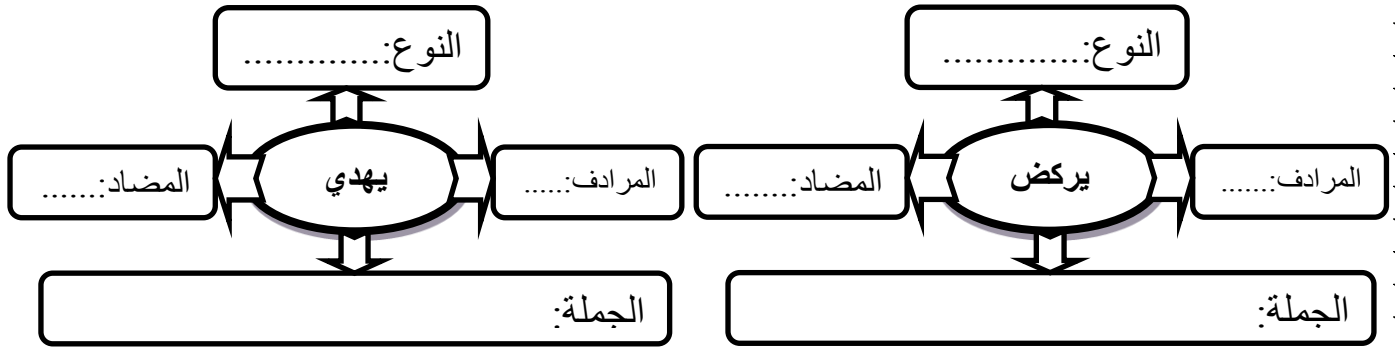 النوع:..............
المرادف:......
يركض
المضاد:.......
الجملة:
النوع:..............
المرادف:.....
يهدي
المضاد:.......
الجملة: